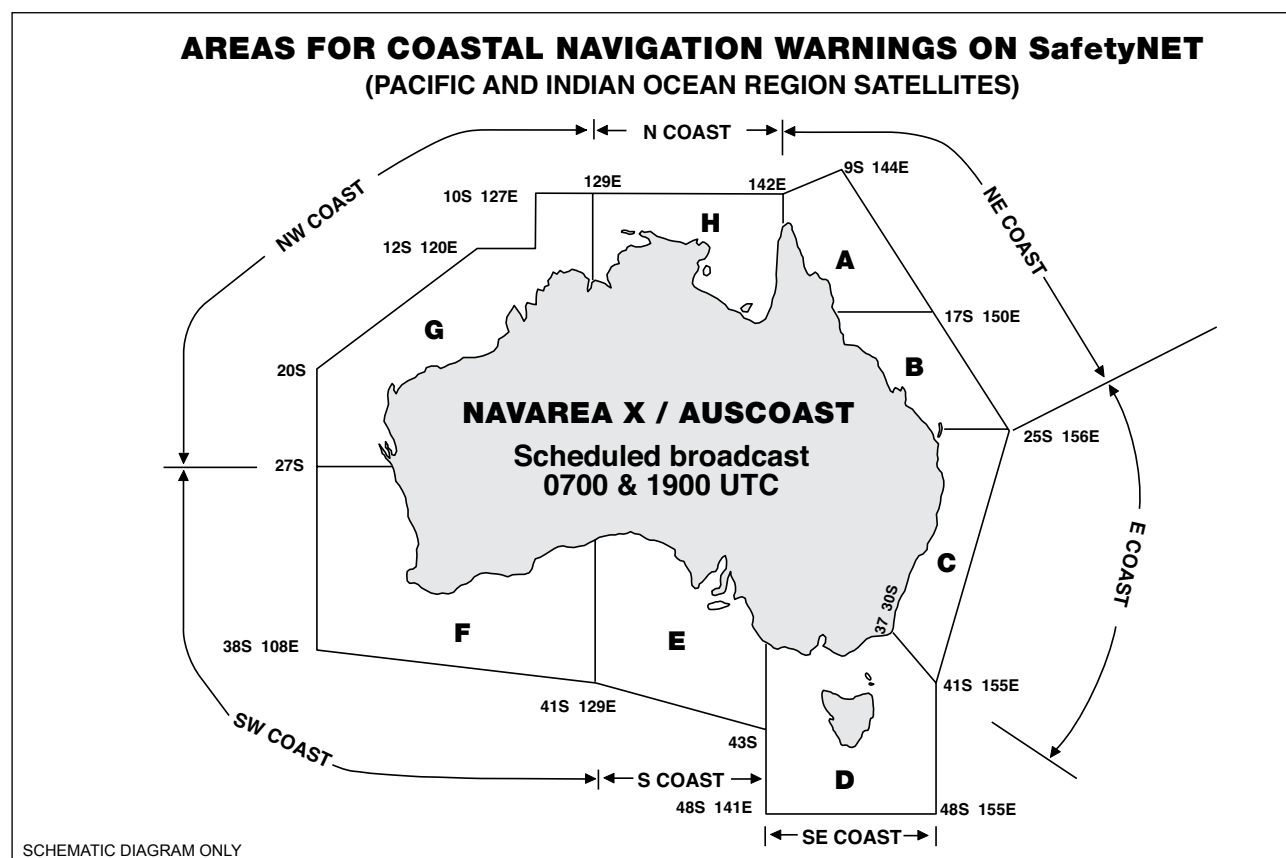 AREAS FOR COASTAL NAVIGATION WARNINGS ON SafetyNET
(PACIFIC AND INDIAN OCEAN REGION SATELLITES)
N COAST
NW COAST
NE COAST
10S 127E
129E
142E
9S 144E
12S 120E
H
A
G
17S 150E
20S
B
NAVAREA X / AUSCOAST
Scheduled broadcast
0700 & 1900 UTC
25S 156E
27S
E COAST
C
37 30S
F
E
38S 108E
41S 129E
41S 155E
SW COAST
43S
D
S COAST
48S 141E
48S 155E
SE COAST
SCHEMATIC DIAGRAM ONLY